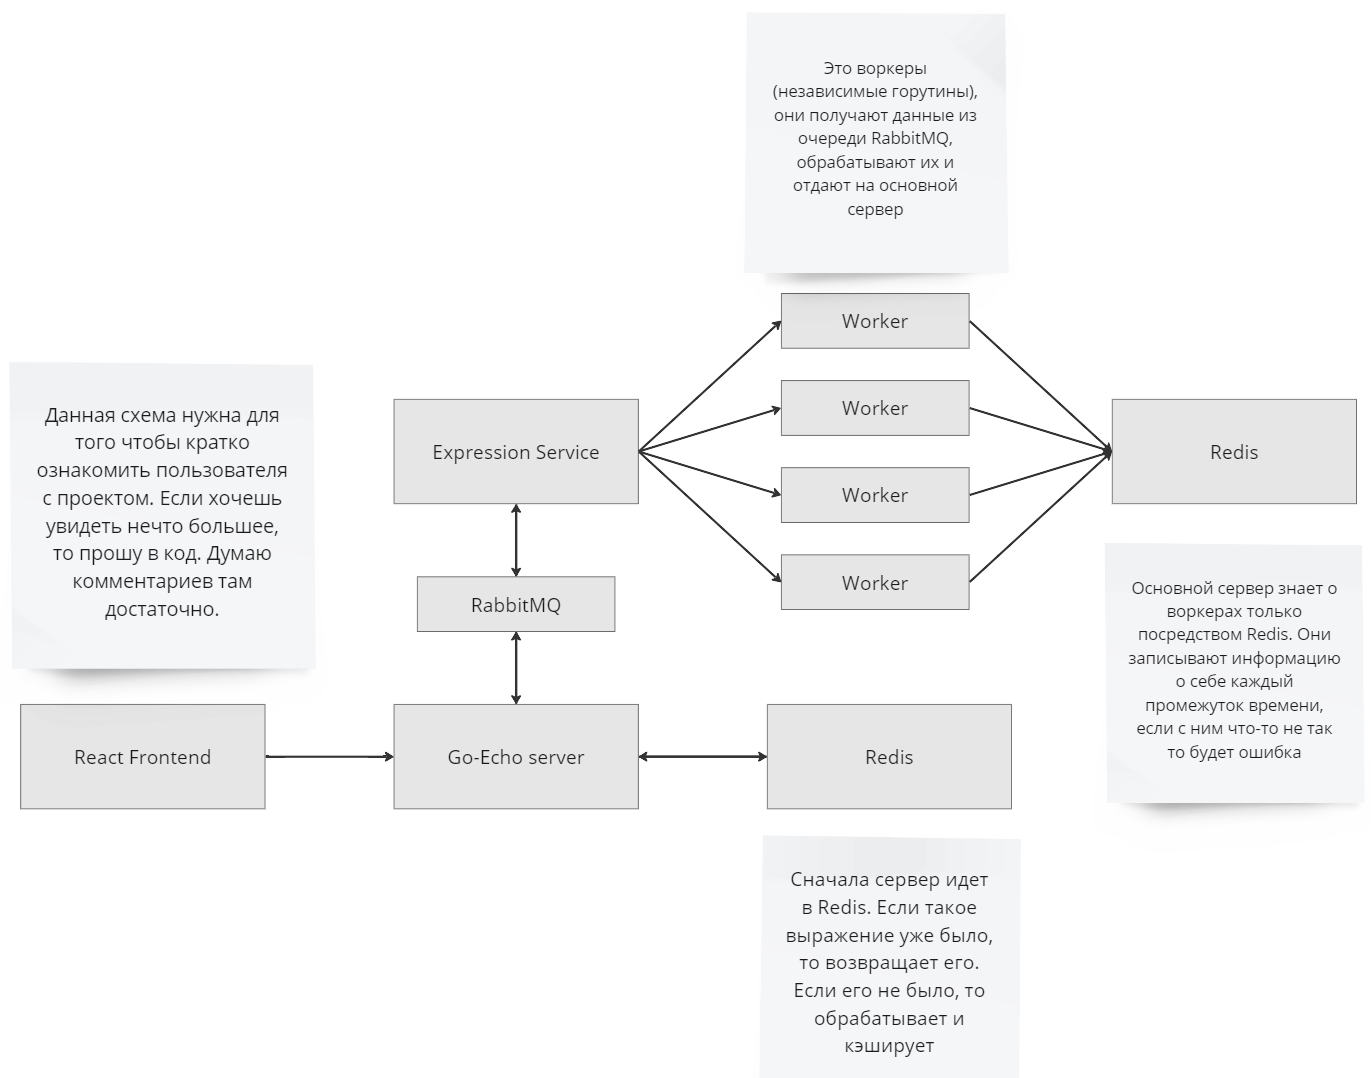 Это воркеры
(независимые горутины),
они получают данные из
очереди RabbitMQ,
обрабатывают их и
отдают на основной
сервер
Worker
Worker
Worker
Worker
Expression Service
Redis
Данная схема нужна для
того чтобы кратко
ознакомить пользователя
с проектом. Если хочешь
увидеть нечто большее,
то прошу в код. Думаю
комментариев там
достаточно.
RabbitMQ
Основной сервер знает о
воркерах только
посредством Redis. Они
записывают информацию
о себе каждый
промежуток времени,
если с ним что-то не так
то будет ошибка
React Frontend
Go-Echo server
Redis
Сначала сервер идет
в Redis. Если такое
выражение уже было,
то возвращает его.
Если его не было, то
обрабатывает и
кэширует